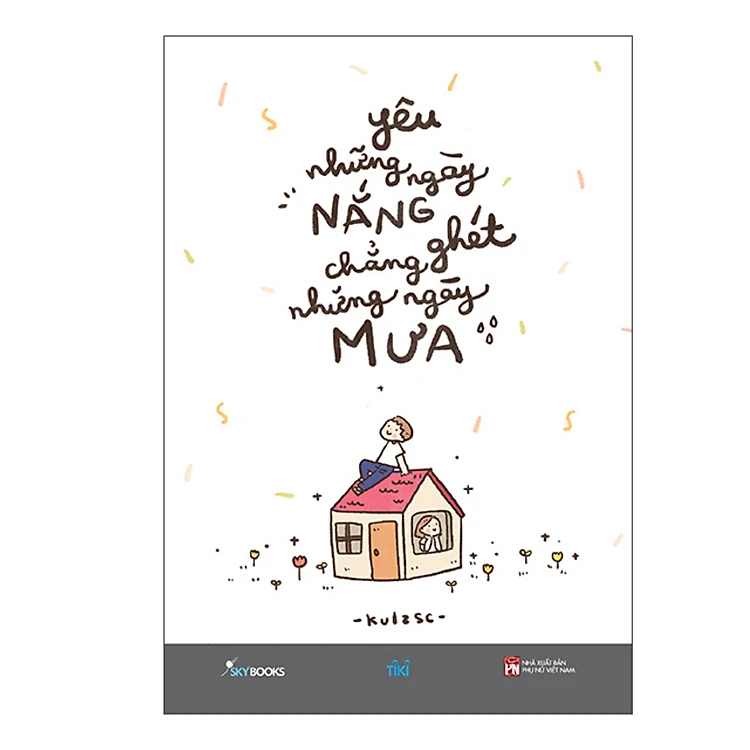 yêu
những ngày
NẮNG
chẳng ghét
những ngày
MƯA
-kulzsc-
SKYBOOKS
TIKI
PN
NHÀ XUẤT BẢN
PHỤ NỮ VIỆT NAM